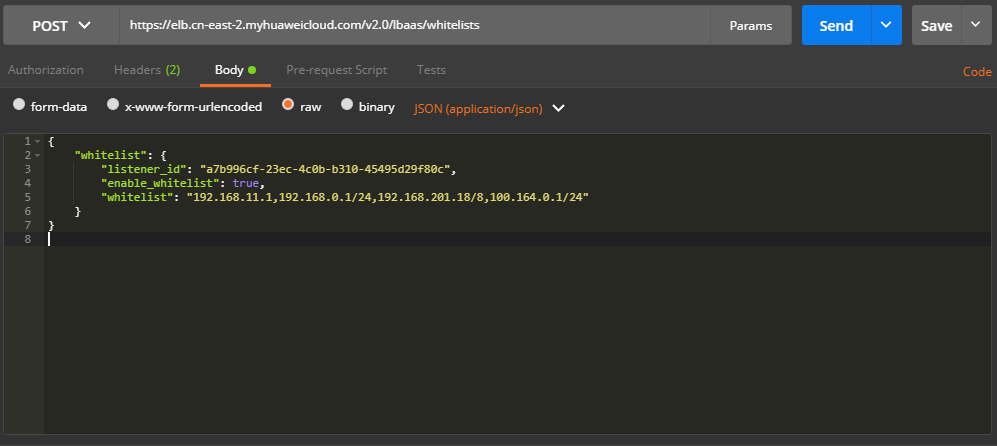 POST https://elb.cn-east-2.myhuaweicloud.com/v2.0/lbaas/whitelists Params Send Save
Authorization Headers (2) Body Pre-request Script Tests Code
form-data x-www-form-urlencoded raw binary JSON (application/json)
1 {
2 "whitelist": {
3 "listener_id": "a7b996cf-23ec-4c0b-b310-45495d29f80c",
4 "enable_whitelist": true,
5 "whitelist": "192.168.11.1,192.168.0.1/24,192.168.201.18/8,100.164.0.1/24"
6 }
7 }
8